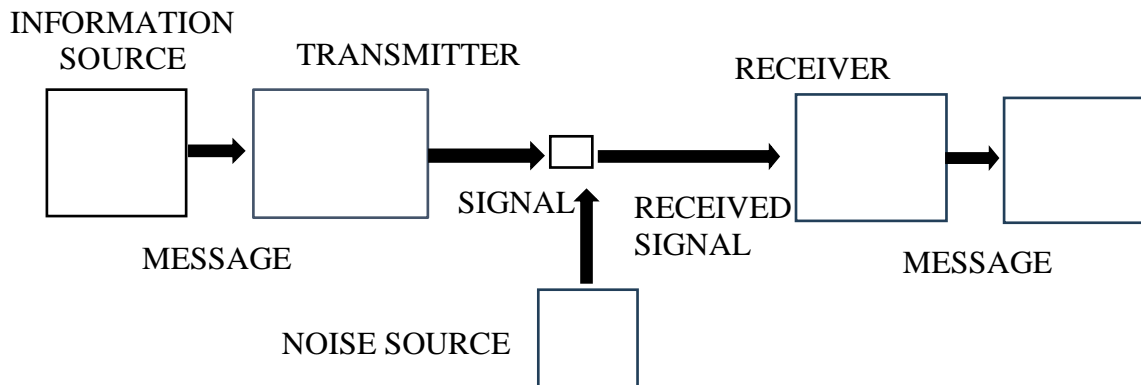 INFORMATION
SOURCE
TRANSMITTER
RECEIVER
SIGNAL
RECEIVED
SIGNAL
MESSAGE
MESSAGE
NOISE SOURCE